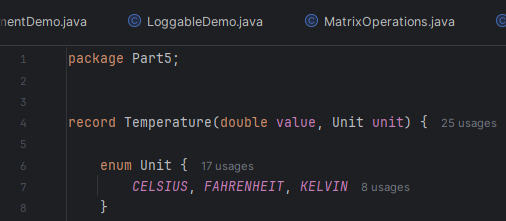 nentDemo.java LoggableDemo.java MatrixOperations.java
1 package Part5;
2
3
4 record Temperature(double value, Unit unit) { 25 usages
5
6 enum Unit { 17 usages
7 CELSIUS, FAHRENHEIT, KELVIN 8 usages
8 }